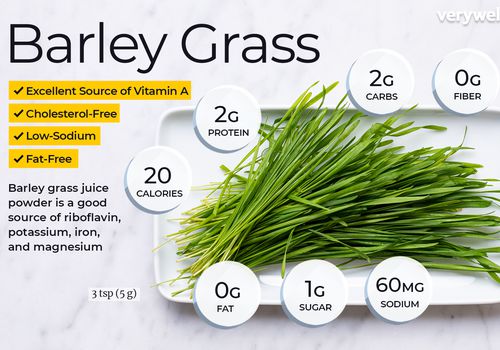 verywel
Barley Grass
Excellent Source of Vitamin A
Cholesterol-Free
Low-Sodium
Fat-Free
Barley grass juice
powder is a good
source of riboflavin,
potassium, iron,
and magnesium
3 tsp (5 g)
20
CALORIES
2G
PROTEIN
2G
CARBS
0G
FIBER
0G
FAT
1G
SUGAR
60MG
SODIUM